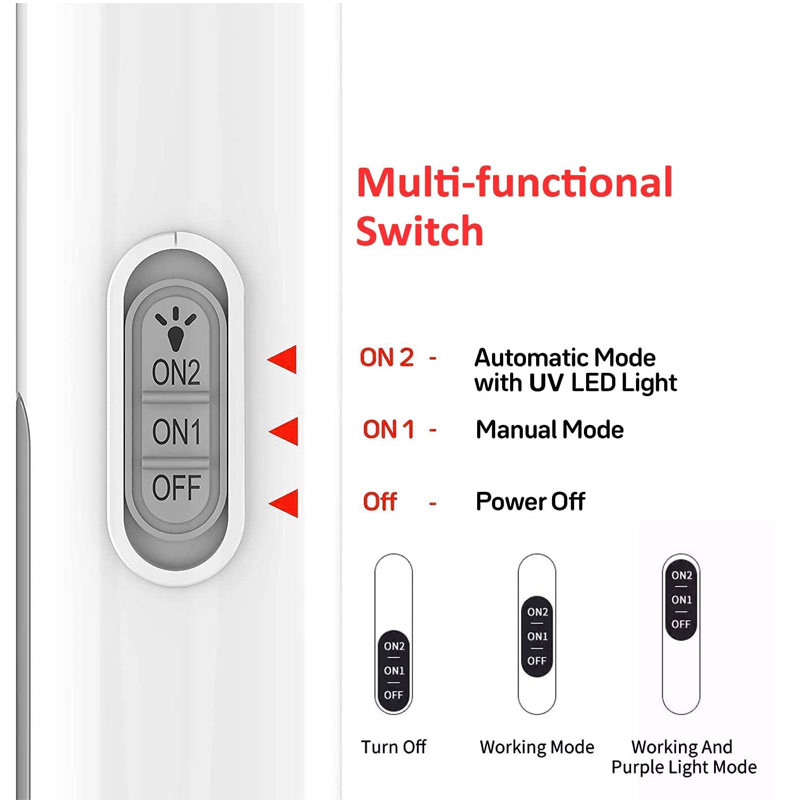 Multi-functional
Switch
ON2
ON1
OFF
ON 2 - Automatic Mode
with UV LED Light
ON 1 - Manual Mode
Off - Power Off
ON2
ON1
OFF
ON2
ON1
OFF
ON2
ON1
OFF
Turn Off
Working Mode
Working And
Purple Light Mode